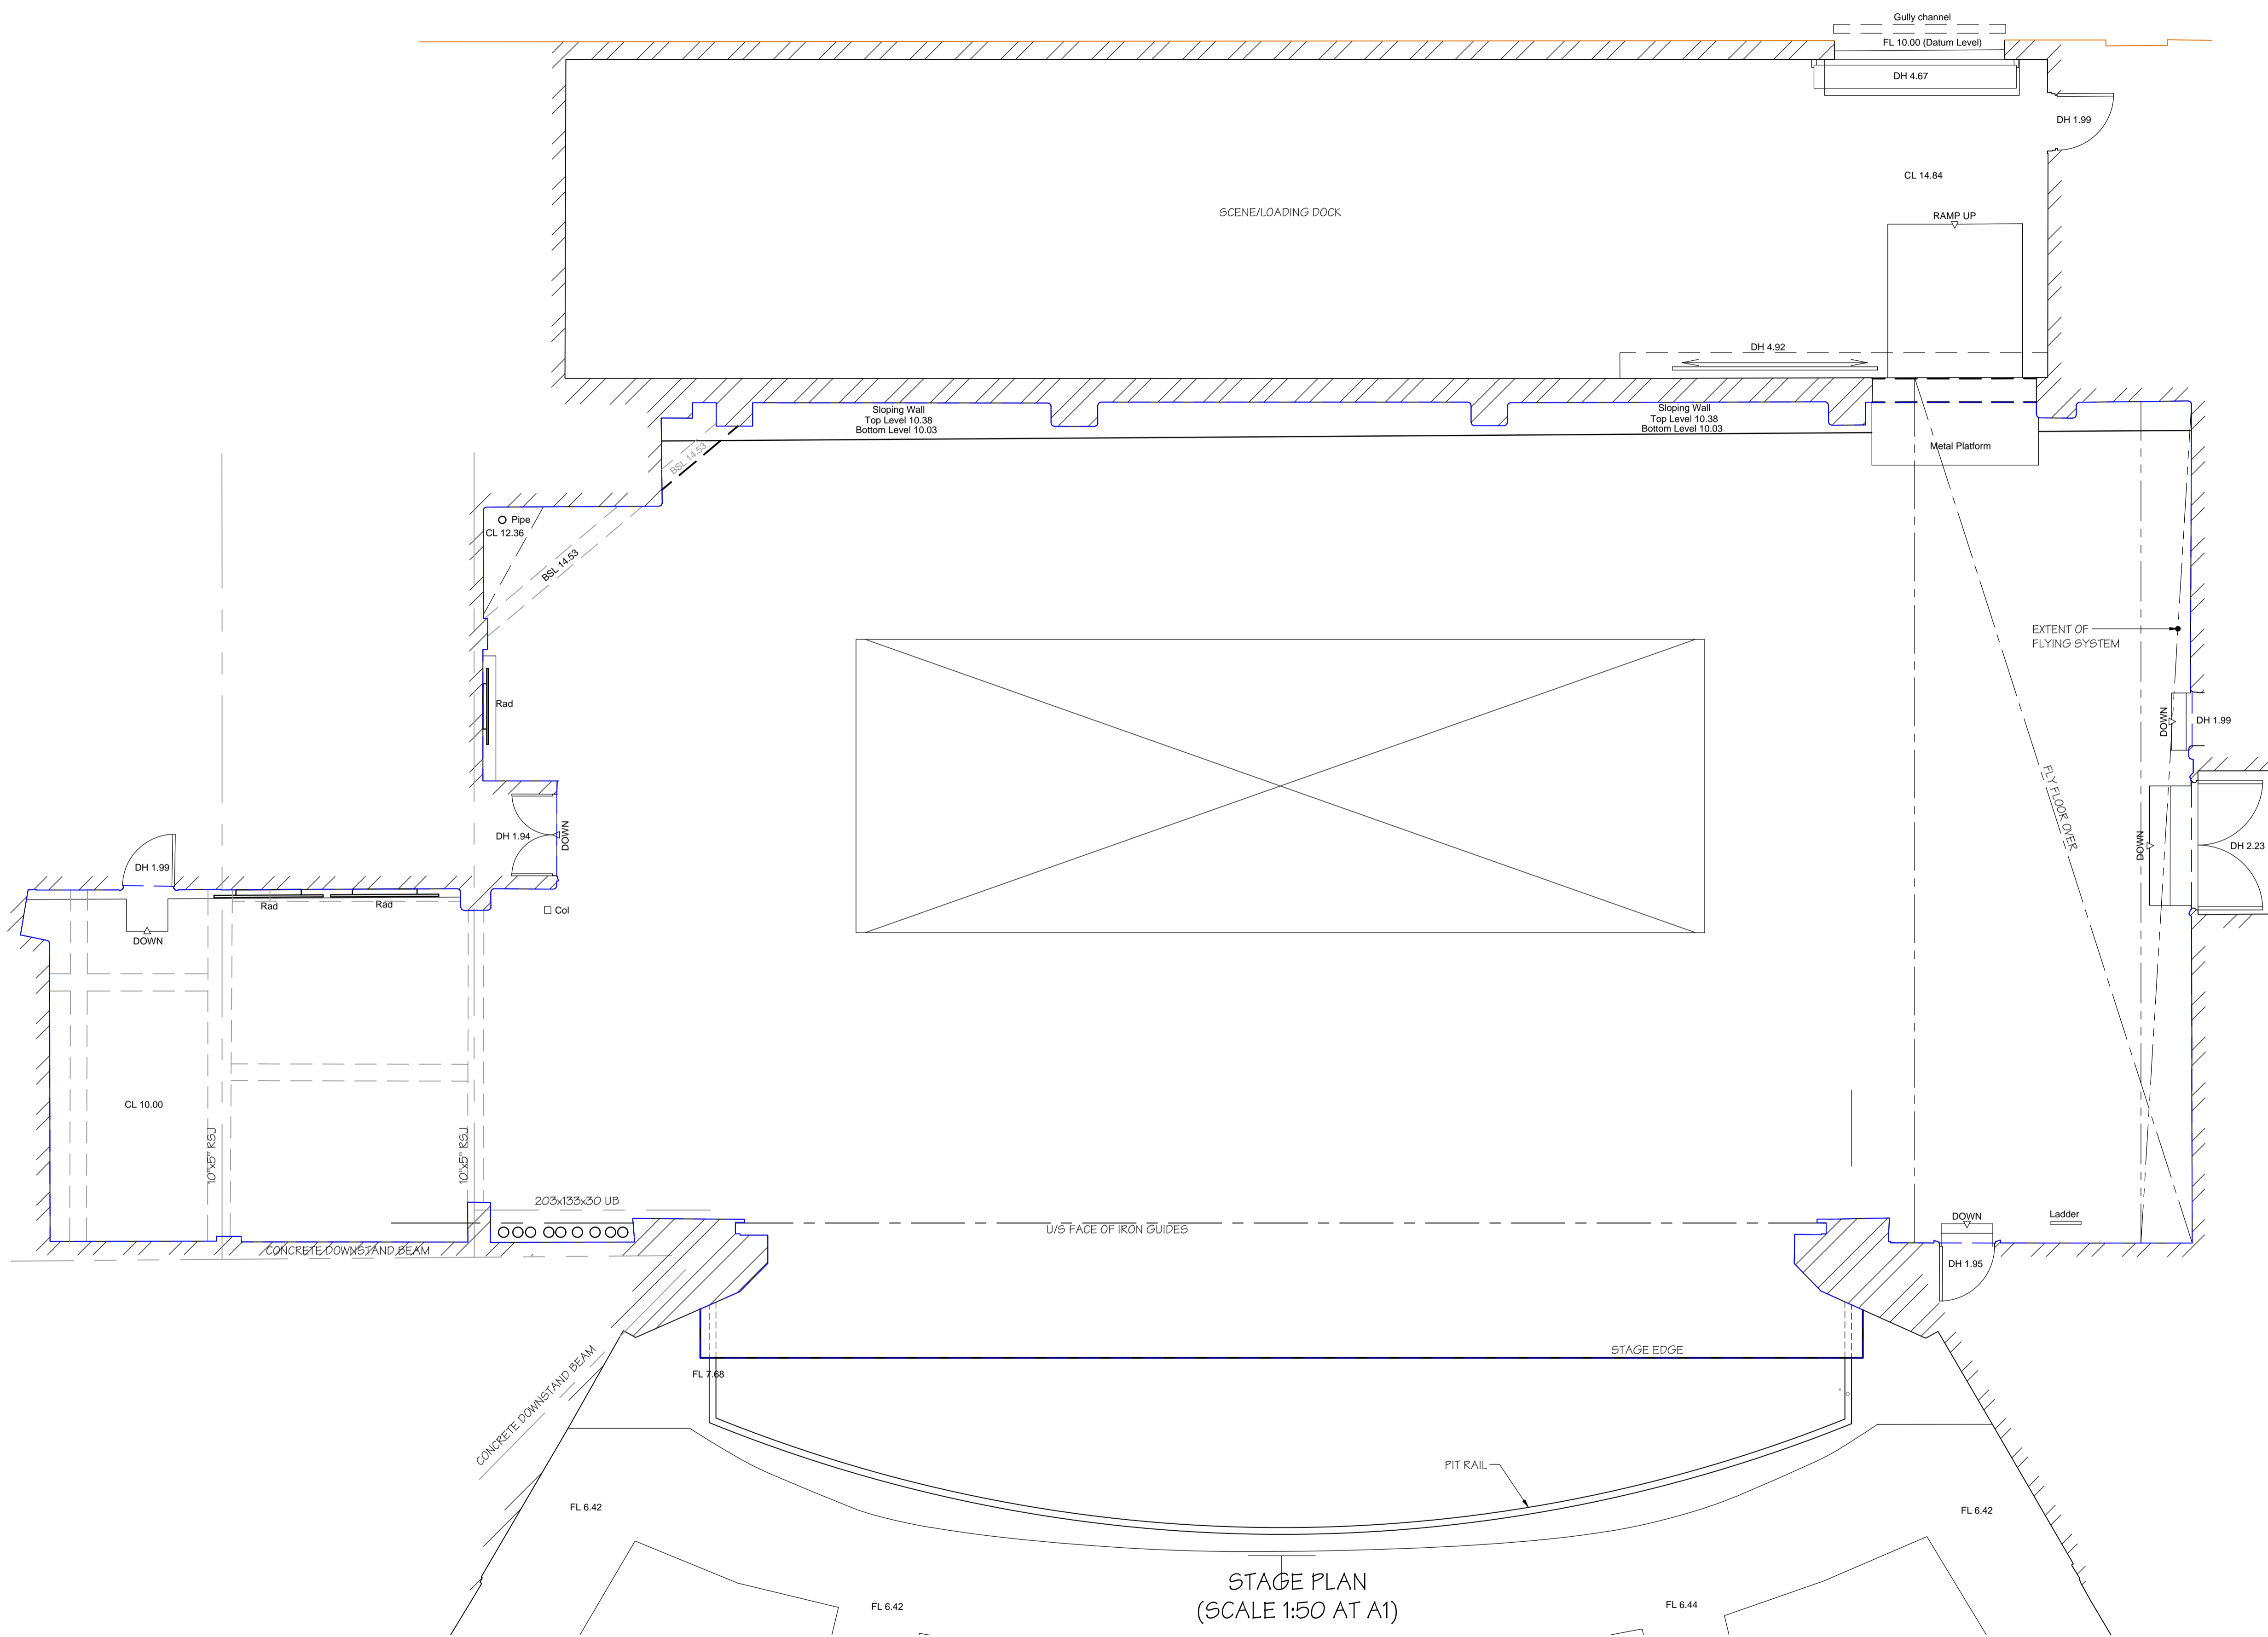 Gully channel
FL 10.00 (Datum Level)
DH 4.67
DH 1.99
CL 14.84
SCENE/LOADING DOCK
RAMP UP
DH 4.92
Sloping Wall
Top Level 10.38
Bottom Level 10.03
Sloping Wall
Top Level 10.38
Bottom Level 10.03
Metal Platform
BSL 14.53
Pipe
CL 12.36
BSL 14.53
EXTENT OF
FLYING SYSTEM
Rad
DOWN
DH 1.99
FLY FLOOR OVER
DH 1.94
DOWN
DOWN
DH 2.23
DH 1.99
Rad
Rad
Col
DOWN
CL 10.00
10"x5" RSJ
10"x5" RSJ
203x133x30 UB
U/S FACE OF IRON GUIDES
DOWN
Ladder
CONCRETE DOWNSTAND BEAM
DH 1.95
STAGE EDGE
FL 7.68
CONCRETE DOWNSTAND BEAM
PIT RAIL
FL 6.42
FL 6.42
STAGE PLAN
(SCALE 1:50 AT A1)
FL 6.42
FL 6.44